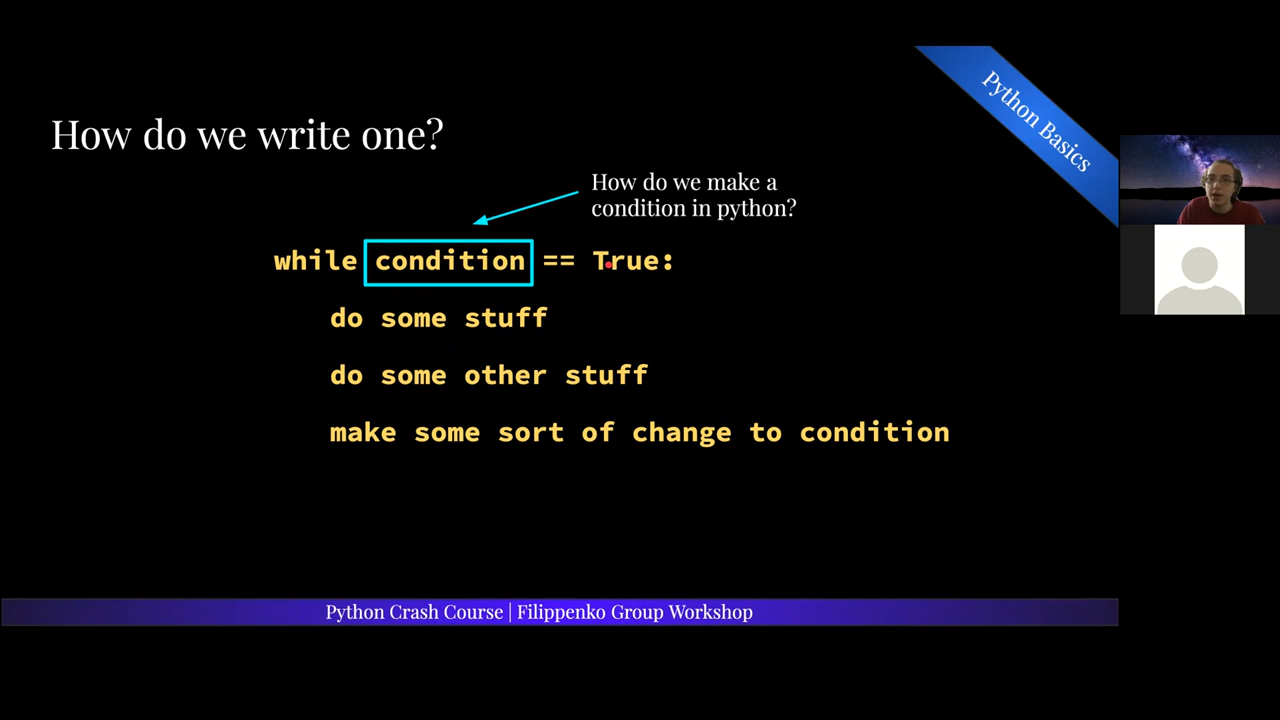 Python Basics
How do we write one?
How do we make a
condition in python?
while condition == True:
do some stuff
do some other stuff
make some sort of change to condition
Python Crash Course | Filippenko Group Workshop